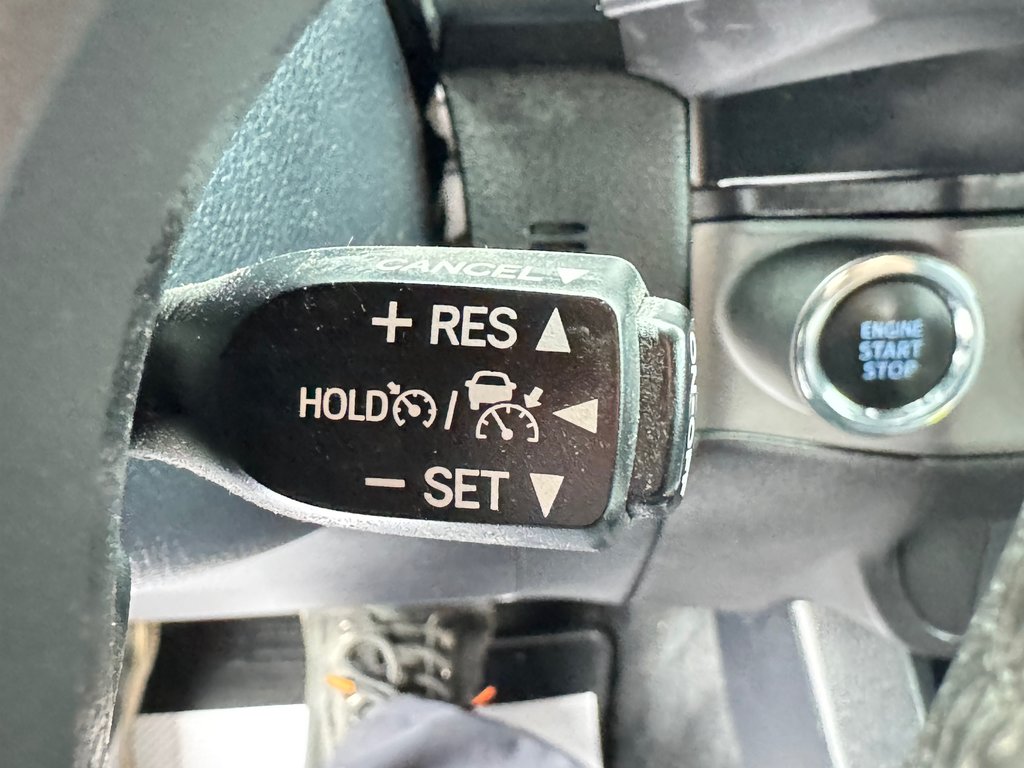 CANCEL ▼
+ RES ▲
HOLD / ◀
− SET ▼
ENGINE
START
STOP